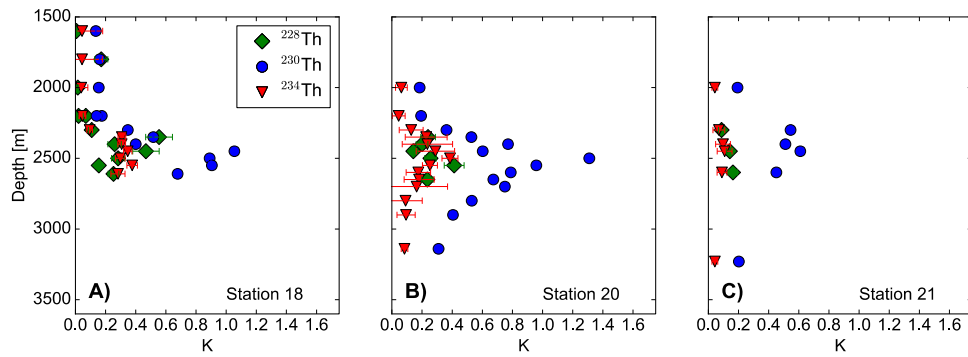 1500
2000
2500
3000
3500
Depth [m]
²²⁸Th
²³⁰Th
²³⁴Th
A) Station 18
B) Station 20
C) Station 21
0.0 0.2 0.4 0.6 0.8 1.0 1.2 1.4 1.6
K
0.0 0.2 0.4 0.6 0.8 1.0 1.2 1.4 1.6
K
0.0 0.2 0.4 0.6 0.8 1.0 1.2 1.4 1.6
K